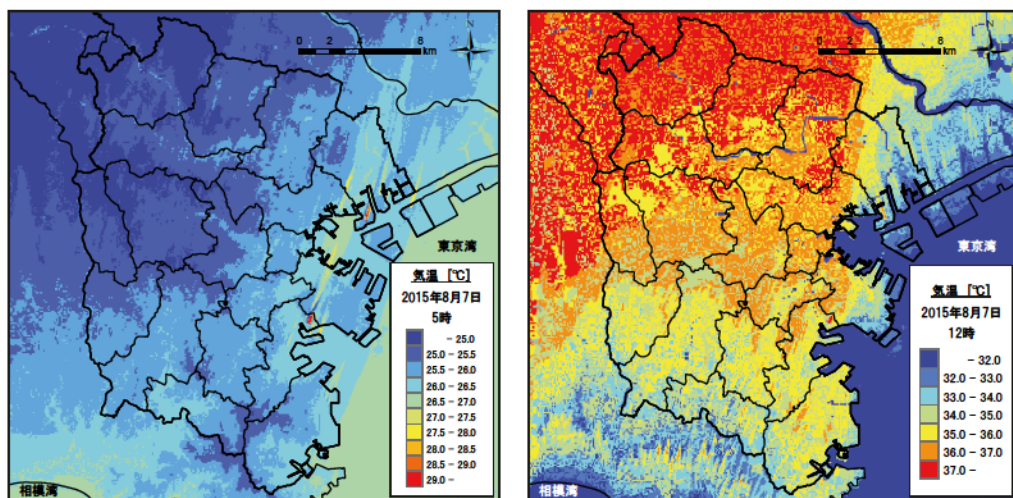 N
0 2 4 8
km
東京湾
気温 [℃]
2015年8月7日
5時
- 25.0
25.0 - 25.5
25.5 - 26.0
26.0 - 26.5
26.5 - 27.0
27.0 - 27.5
27.5 - 28.0
28.0 - 28.5
28.5 - 29.0
29.0 -
相模湾
N
0 2 4 8
km
東京湾
気温 [℃]
2015年8月7日
12時
- 32.0
32.0 - 33.0
33.0 - 34.0
34.0 - 35.0
35.0 - 36.0
36.0 - 37.0
37.0 -
相模湾